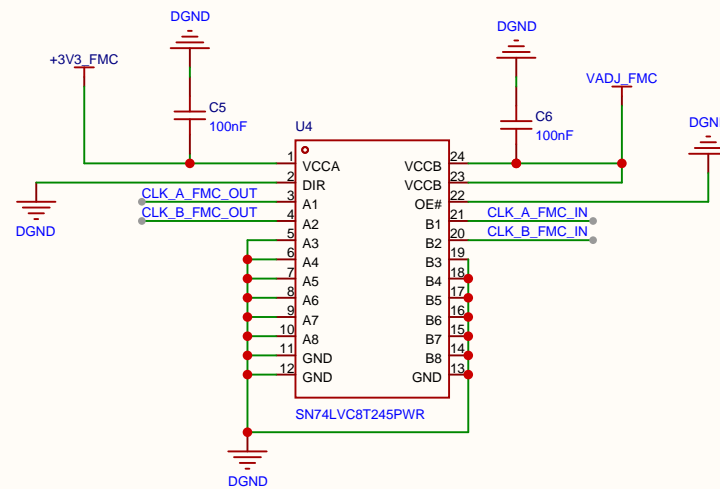 DGND
DGND
+3V3_FMC
VADJ_FMC
C5
100nF
C6
100nF
DGND
U4
1 VCCA VCCB 24
2 DIR VCCB 23
CLK_A_FMC_OUT 3 A1 OE# 22
CLK_B_FMC_OUT 4 A2 B1 21 CLK_A_FMC_IN
5 A3 B2 20 CLK_B_FMC_IN
6 A4 B3 19
7 A5 B4 18
8 A6 B5 17
9 A7 B6 16
10 A8 B7 15
11 GND B8 14
12 GND GND 13
DGND
SN74LVC8T245PWR
DGND